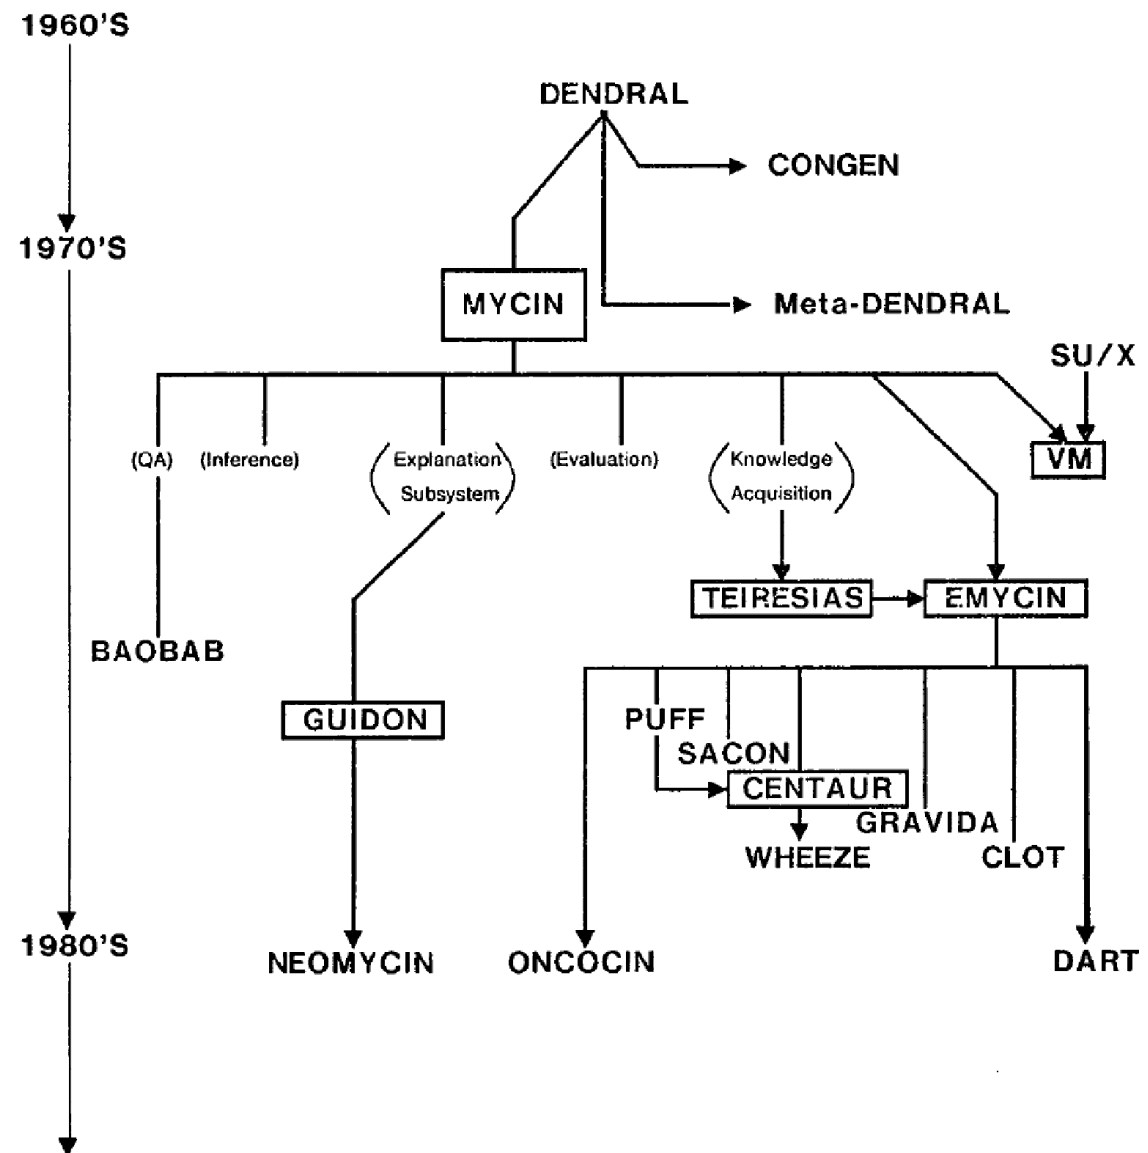 1960'S
DENDRAL
CONGEN
1970'S
MYCIN
Meta-DENDRAL
SU/X
(QA)
(Inference)
(Explanation
Subsystem)
(Evaluation)
(Knowledge
Acquisition)
VM
TEIRESIAS
EMYCIN
BAOBAB
GUIDON
PUFF
SACON
CENTAUR
GRAVIDA
WHEEZE
CLOT
1980'S
NEOMYCIN
ONCOCIN
DART